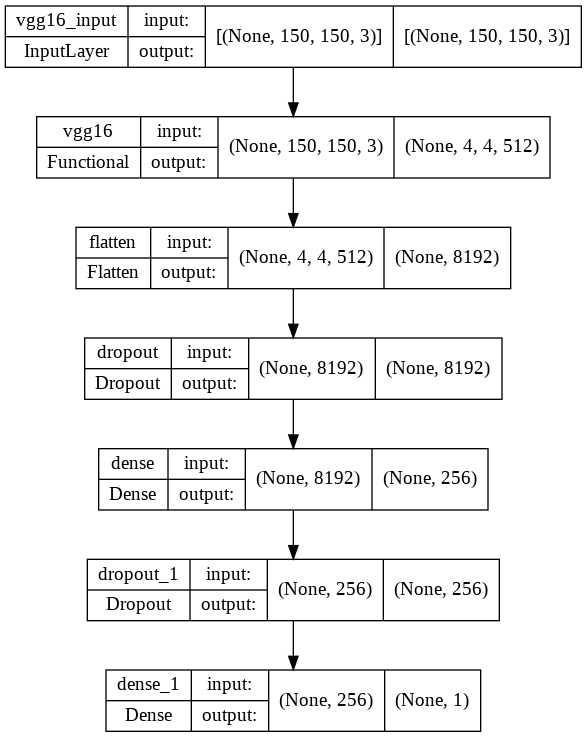 vgg16_input input: [(None, 150, 150, 3)] [(None, 150, 150, 3)]
InputLayer output:
vgg16 input: (None, 150, 150, 3) (None, 4, 4, 512)
Functional output:
flatten input: (None, 4, 4, 512) (None, 8192)
Flatten output:
dropout input: (None, 8192) (None, 8192)
Dropout output:
dense input: (None, 8192) (None, 256)
Dense output:
dropout_1 input: (None, 256) (None, 256)
Dropout output:
dense_1 input: (None, 256) (None, 1)
Dense output: